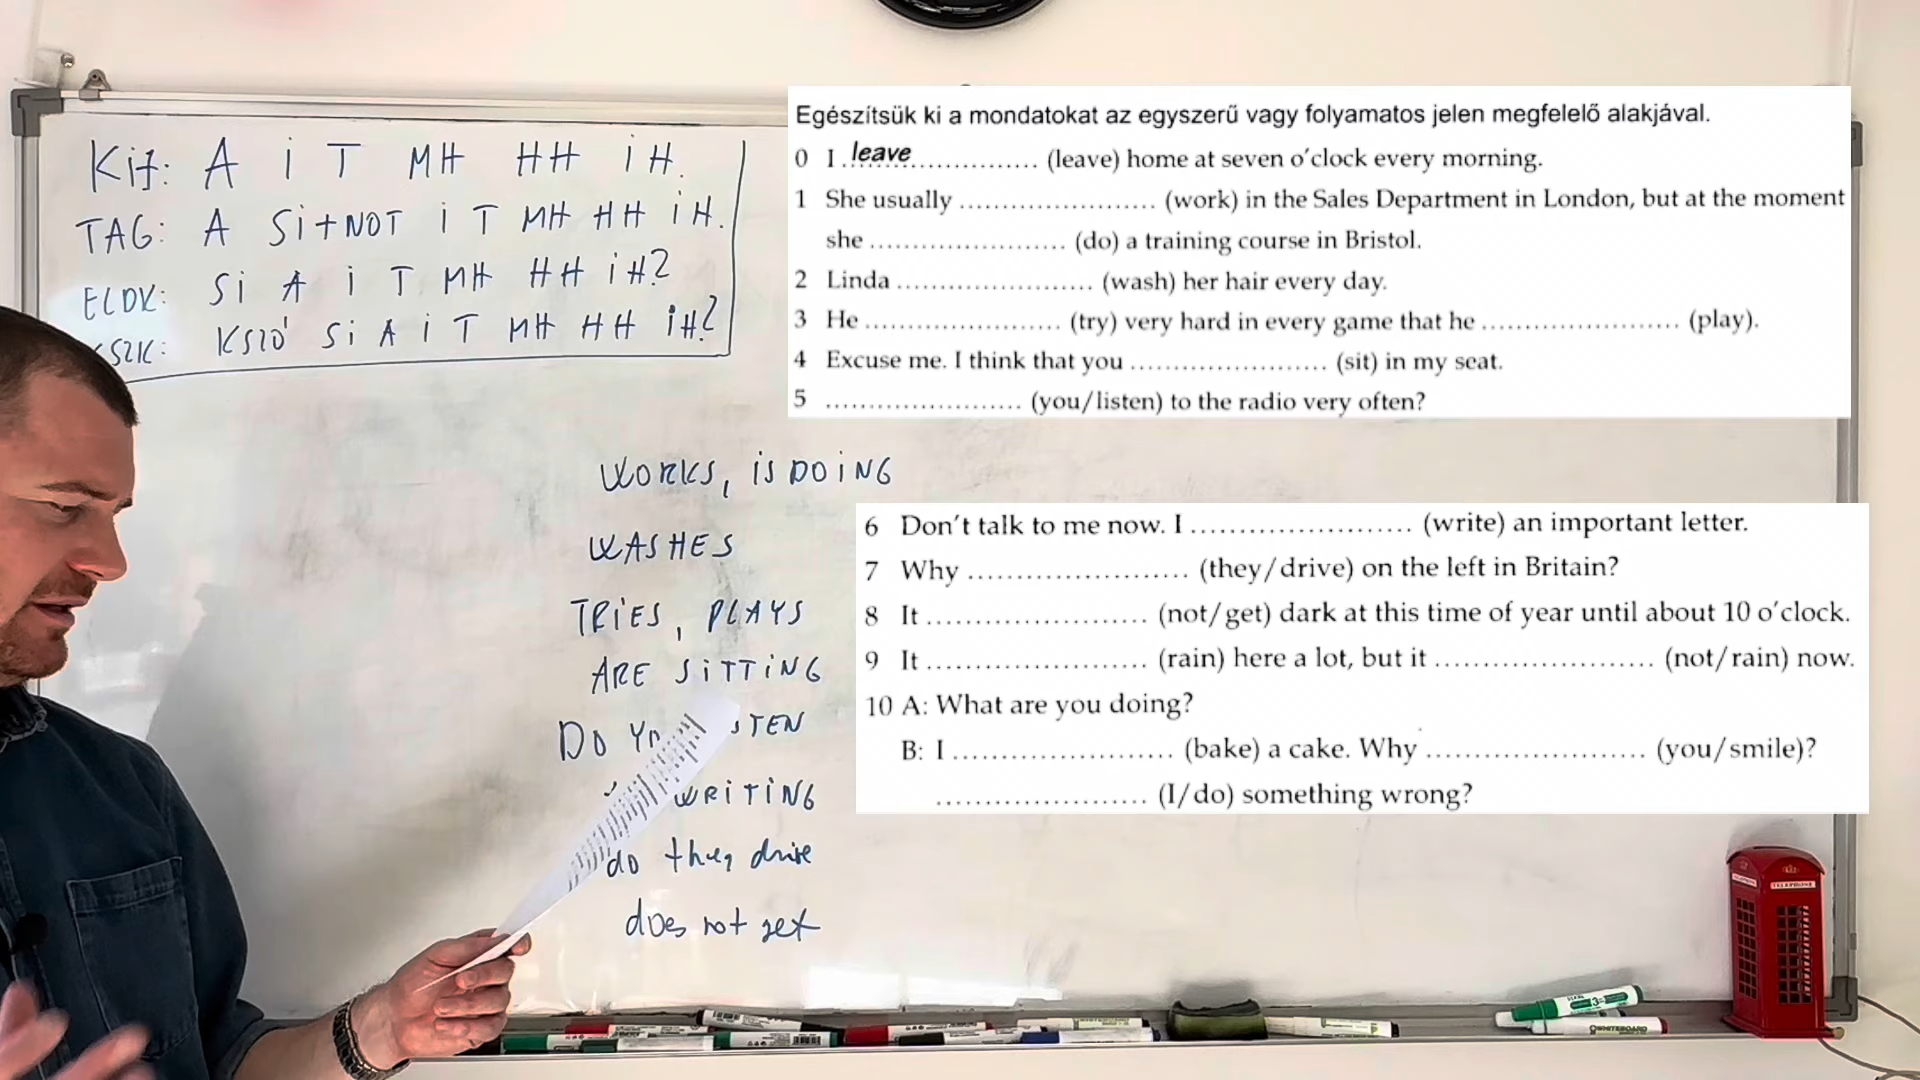 Kij: A i T MH HH iH.
TAG: A Si+NOT i T MH HH iH.
ELDK: Si A i T MH HH iH?
SZK: KSZÓ Si A i T MH HH iH?
Egészítsük ki a mondatokat az egyszerű vagy folyamatos jelen megfelelő alakjával.
0 I leave (leave) home at seven o'clock every morning.
1 She usually ........................ (work) in the Sales Department in London, but at the moment
she ........................ (do) a training course in Bristol.
2 Linda ........................ (wash) her hair every day.
3 He ........................ (try) very hard in every game that he ........................ (play).
4 Excuse me. I think that you ........................ (sit) in my seat.
5 ........................ (you/listen) to the radio very often?
WORKS, iS DOiNG
WASHES
TRiES, PLAYS
ARE SiTTiNG
DO YO STEN
WRiTiNG
do they drive
does not get
6 Don't talk to me now. I ........................ (write) an important letter.
7 Why ........................ (they/drive) on the left in Britain?
8 It ........................ (not/get) dark at this time of year until about 10 o'clock.
9 It ........................ (rain) here a lot, but it ........................ (not/rain) now.
10 A: What are you doing?
B: I ........................ (bake) a cake. Why ........................ (you/smile)?
........................ (I/do) something wrong?
TELEPHONE